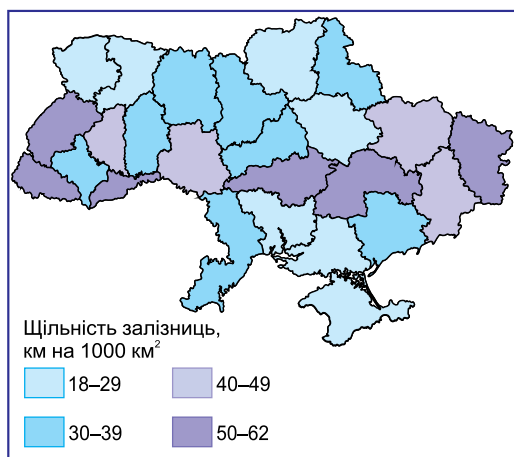 Щільність залізниць,
км на 1000 км²
18–29
40–49
30–39
50–62